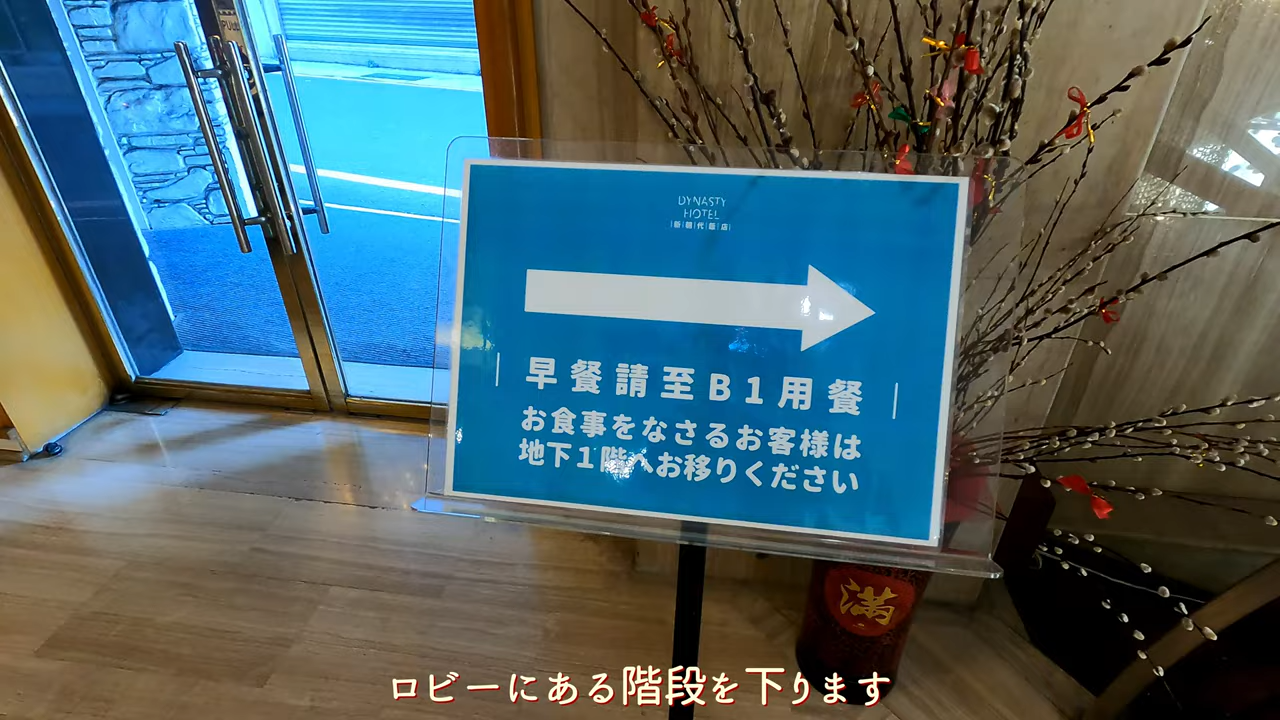 DYNASTY
HOTEL
新朝代飯店
早餐請至B1用餐
お食事をなさるお客様は
地下1階へお移りください
満
ロビーにある階段を下ります